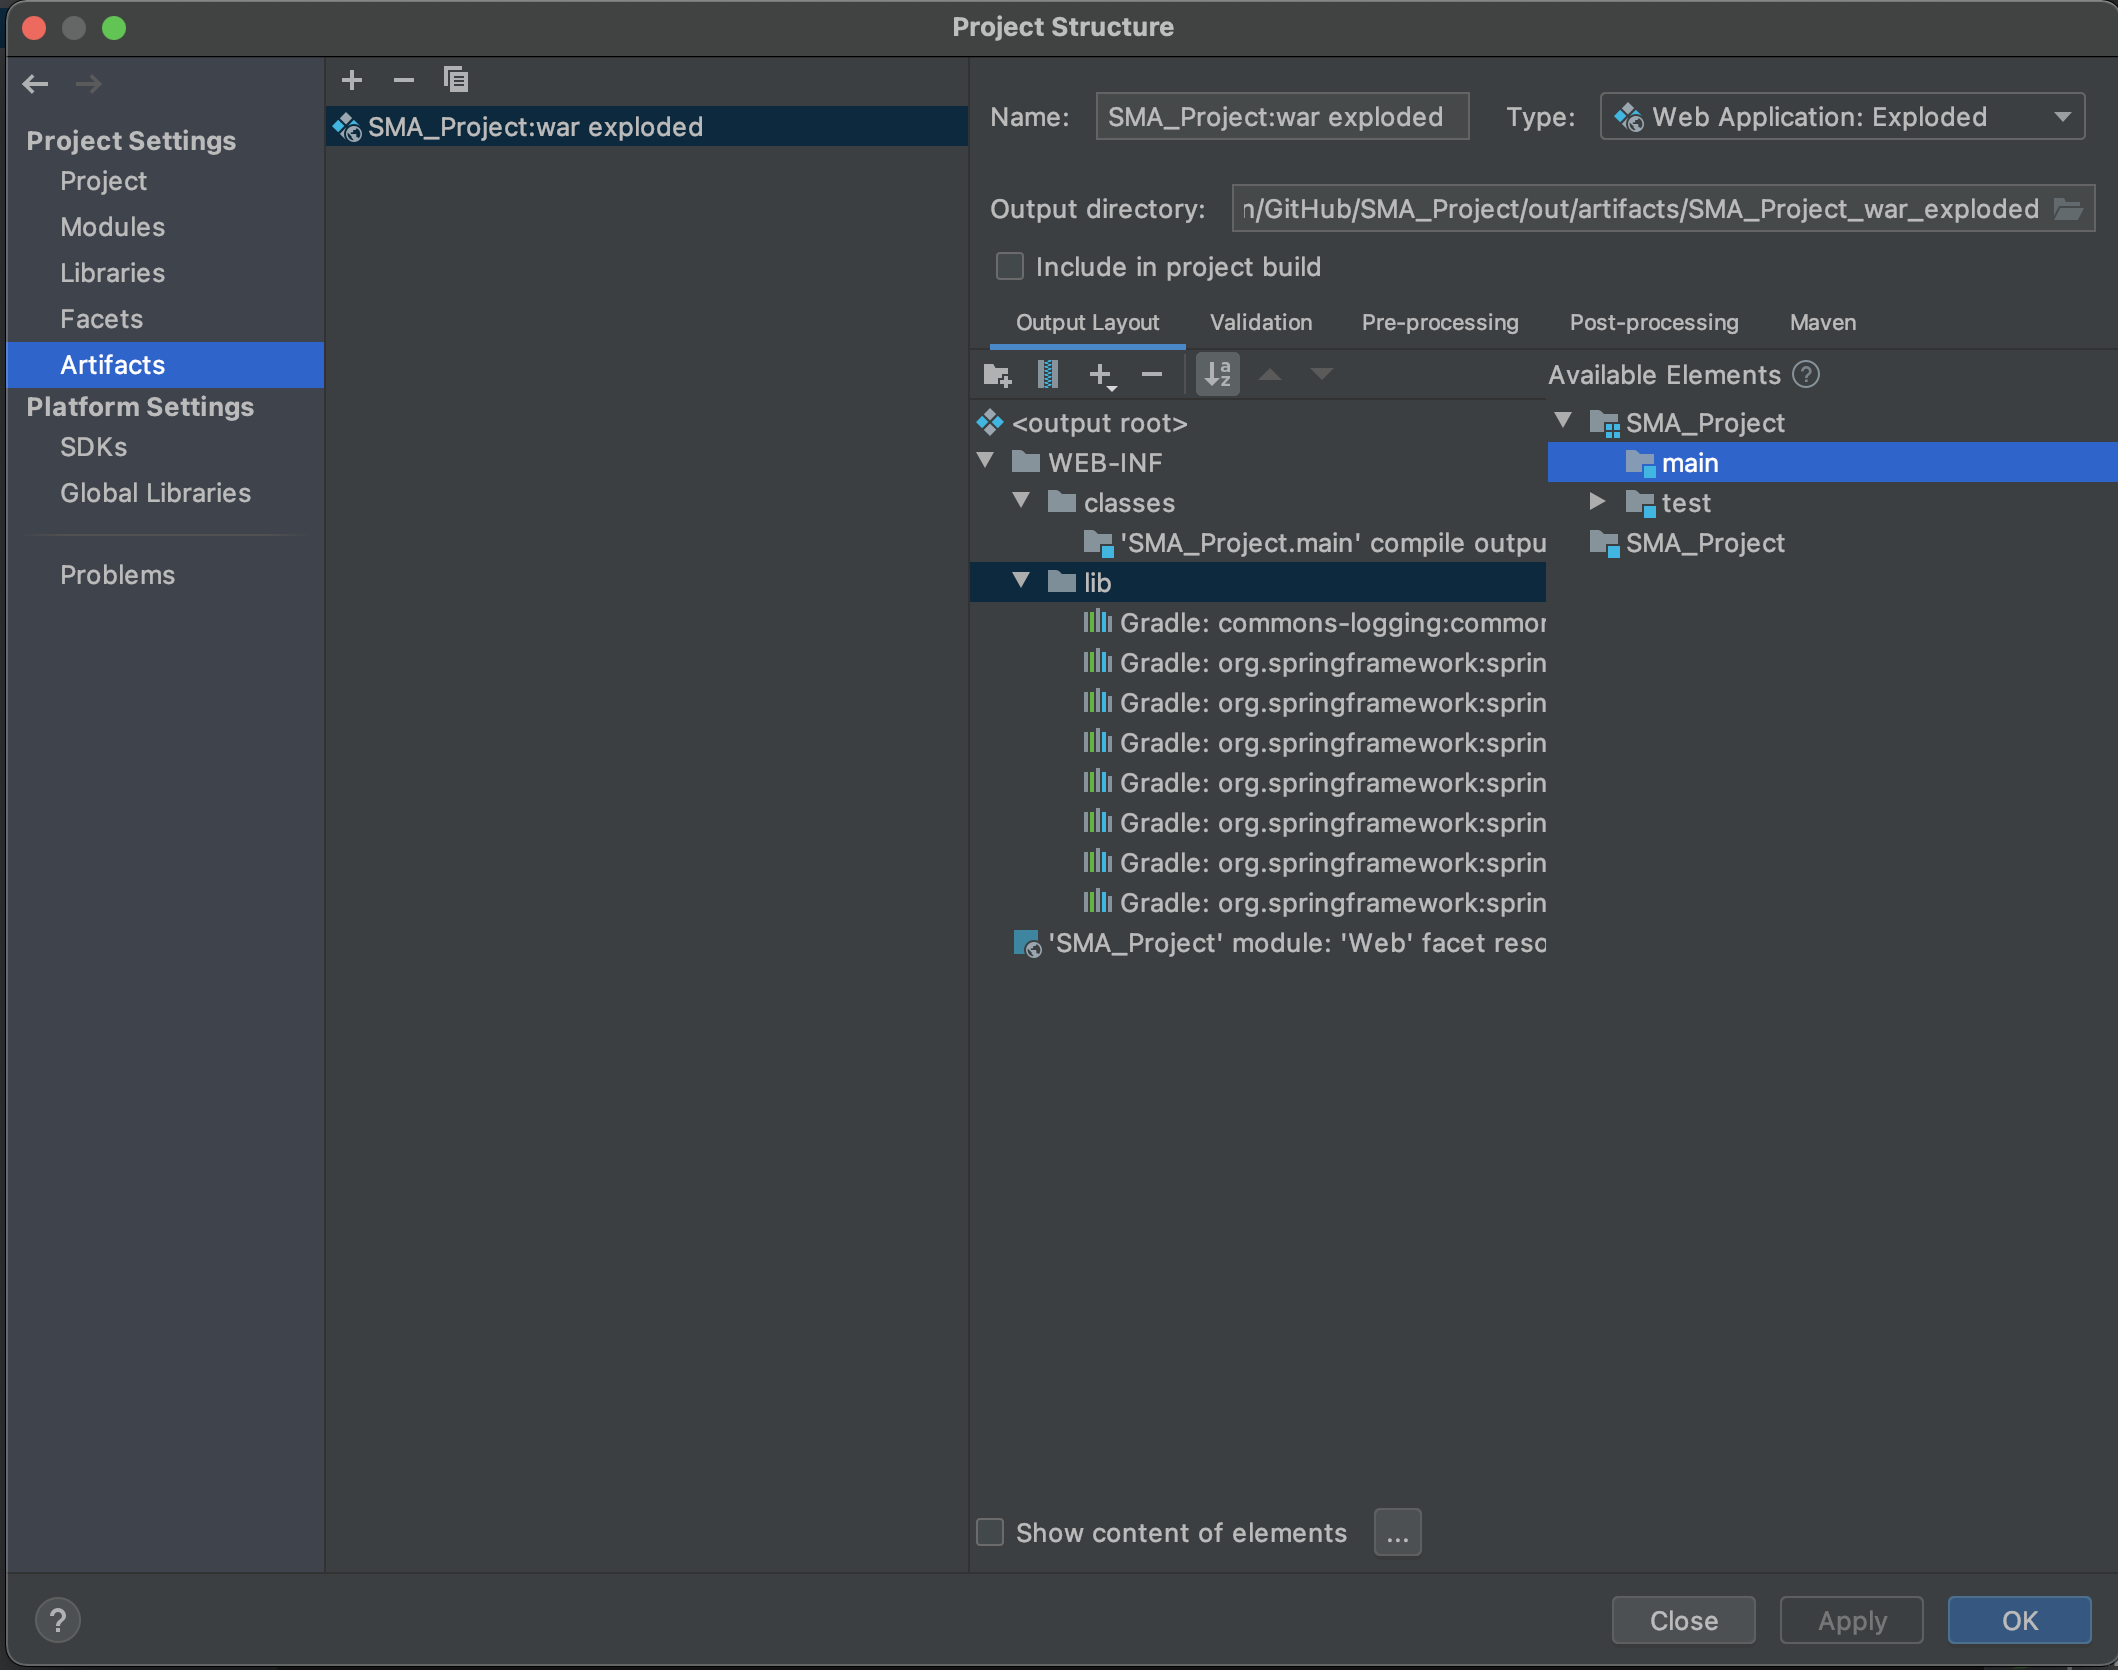 Project Structure
Project Settings
Project
Modules
Libraries
Facets
Artifacts
Platform Settings
SDKs
Global Libraries
Problems
SMA_Project:war exploded
Name: SMA_Project:war exploded Type: Web Application: Exploded
Output directory: n/GitHub/SMA_Project/out/artifacts/SMA_Project_war_exploded
Include in project build
Output Layout Validation Pre-processing Post-processing Maven
Available Elements ?
<output root>
WEB-INF
classes
'SMA_Project.main' compile outpu
lib
Gradle: commons-logging:common
Gradle: org.springframework:sprin
Gradle: org.springframework:sprin
Gradle: org.springframework:sprin
Gradle: org.springframework:sprin
Gradle: org.springframework:sprin
Gradle: org.springframework:sprin
Gradle: org.springframework:sprin
'SMA_Project' module: 'Web' facet reso
SMA_Project
main
test
SMA_Project
Show content of elements ...
? Close Apply OK